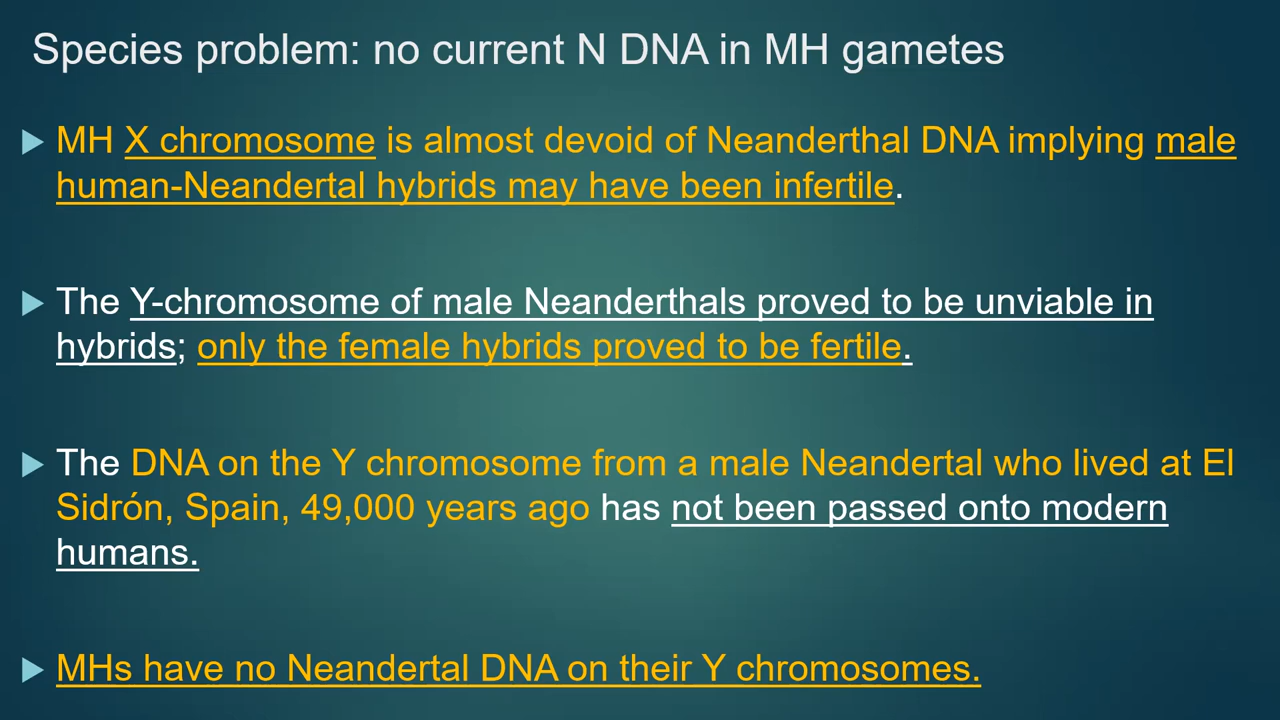 Species problem: no current N DNA in MH gametes
MH X chromosome is almost devoid of Neanderthal DNA implying male
human-Neandertal hybrids may have been infertile.
The Y-chromosome of male Neanderthals proved to be unviable in
hybrids; only the female hybrids proved to be fertile.
The DNA on the Y chromosome from a male Neandertal who lived at El
Sidrón, Spain, 49,000 years ago has not been passed onto modern
humans.
MHs have no Neandertal DNA on their Y chromosomes.